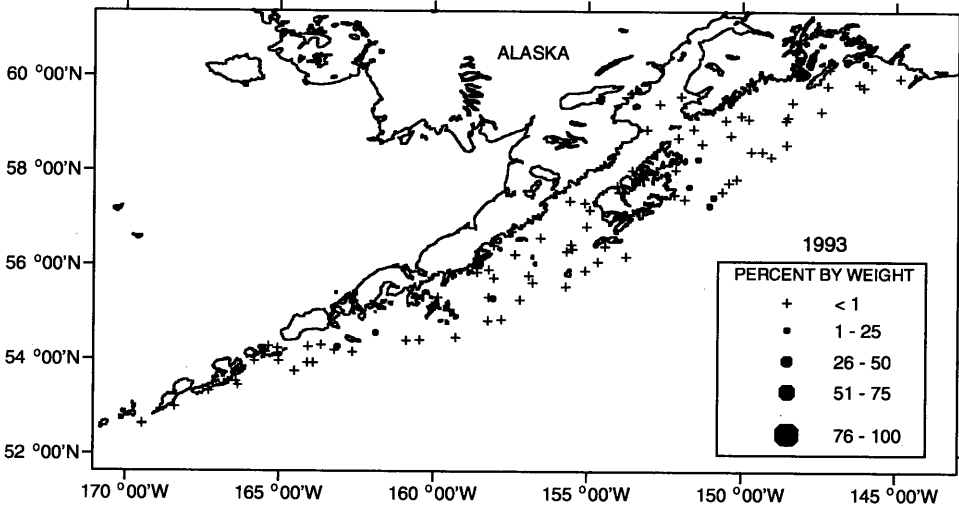 ALASKA
60 °00'N
58 °00'N
56 °00'N
54 °00'N
52 °00'N
1993
PERCENT BY WEIGHT
+ < 1
1 - 25
26 - 50
51 - 75
76 - 100
170 °00'W 165 °00'W 160 °00'W 155 °00'W 150 °00'W 145 °00'W